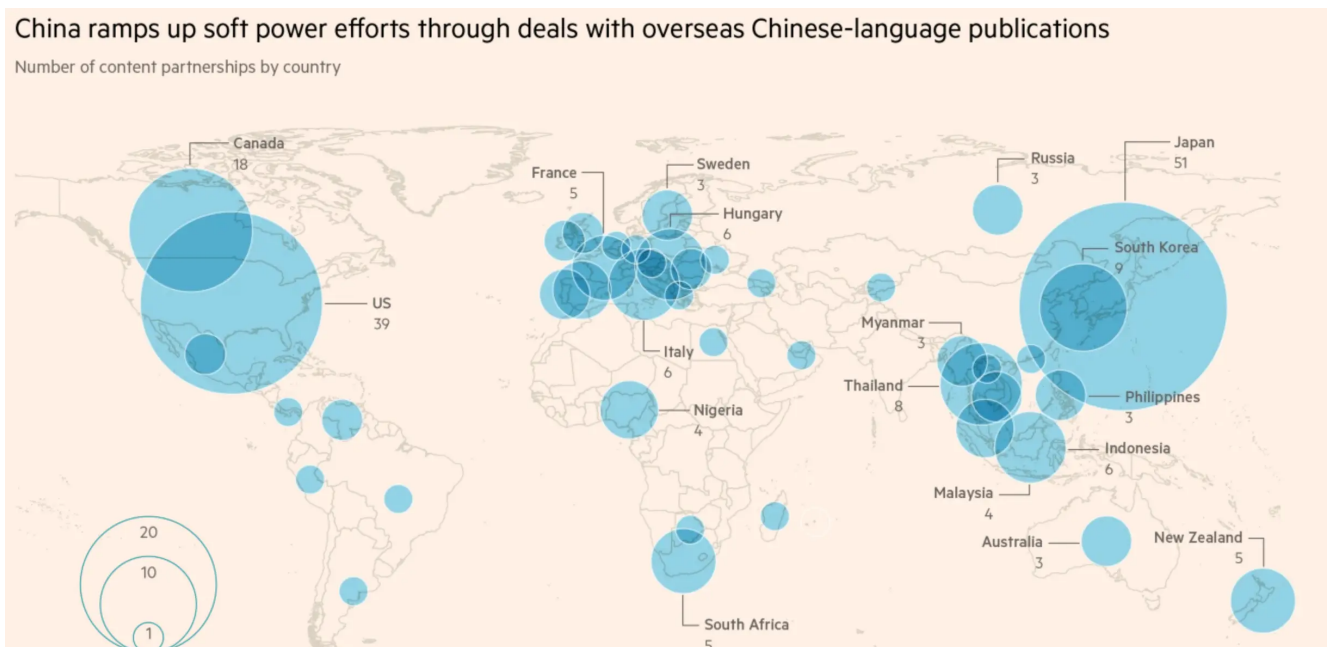 China ramps up soft power efforts through deals with overseas Chinese-language publications
Number of content partnerships by country
Canada
18
US
39
France
5
Sweden
3
Hungary
6
Italy
6
Nigeria
4
South Africa
5
Russia
3
Japan
51
South Korea
9
Myanmar
3
Thailand
8
Philippines
3
Indonesia
6
Malaysia
4
Australia
3
New Zealand
5
20
10
1